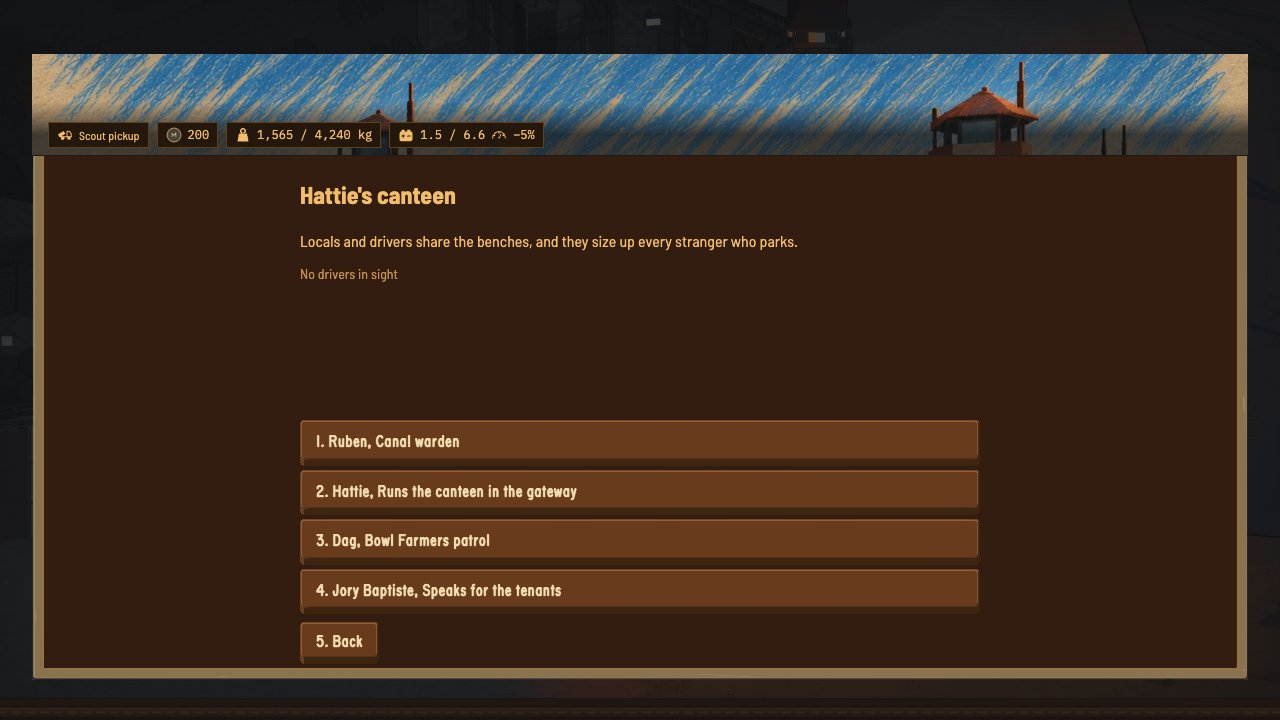 Scout pickup
M 200
1,565 / 4,240 kg
1.5 / 6.6 −5%
Hattie's canteen
Locals and drivers share the benches, and they size up every stranger who parks.
No drivers in sight
1. Ruben, Canal warden
2. Hattie, Runs the canteen in the gateway
3. Dag, Bowl Farmers patrol
4. Jory Baptiste, Speaks for the tenants
5. Back